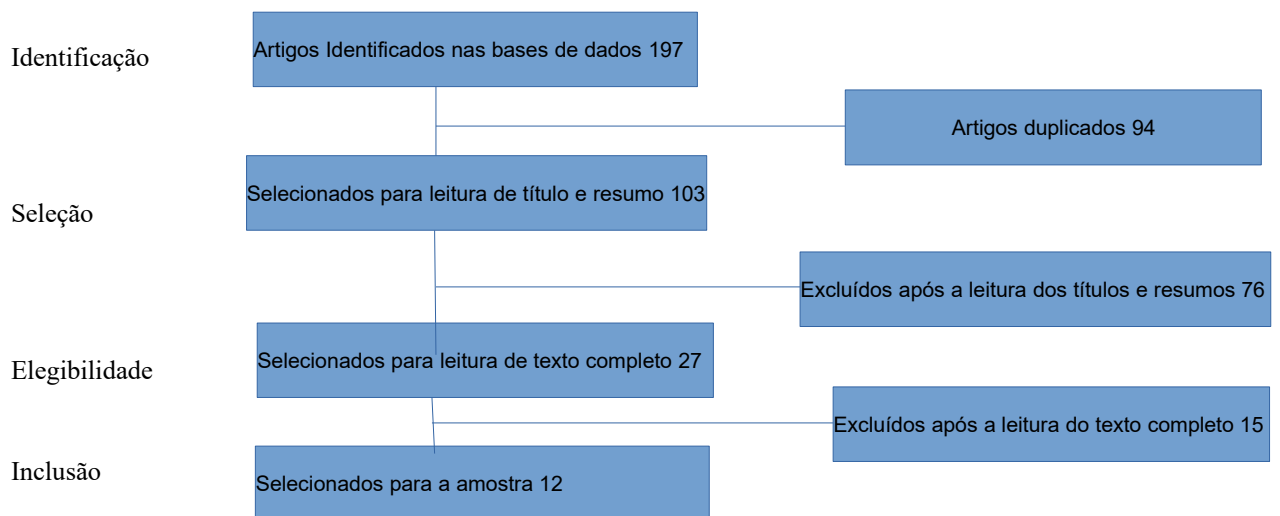 Identificação
Artigos Identificados nas bases de dados 197
Artigos duplicados 94
Seleção
Selecionados para leitura de título e resumo 103
Excluídos após a leitura dos títulos e resumos 76
Elegibilidade
Selecionados para leitura de texto completo 27
Excluídos após a leitura do texto completo 15
Inclusão
Selecionados para a amostra 12